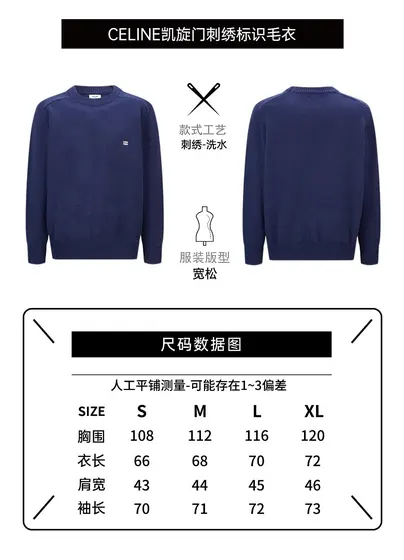 CELINE凯旋门刺绣标识毛衣
款式工艺
刺绣-洗水
服装版型
宽松
尺码数据图
人工平铺测量-可能存在1~3偏差
SIZE S M L XL
胸围 108 112 116 120
衣长 66 68 70 72
肩宽 43 44 45 46
袖长 70 71 72 73